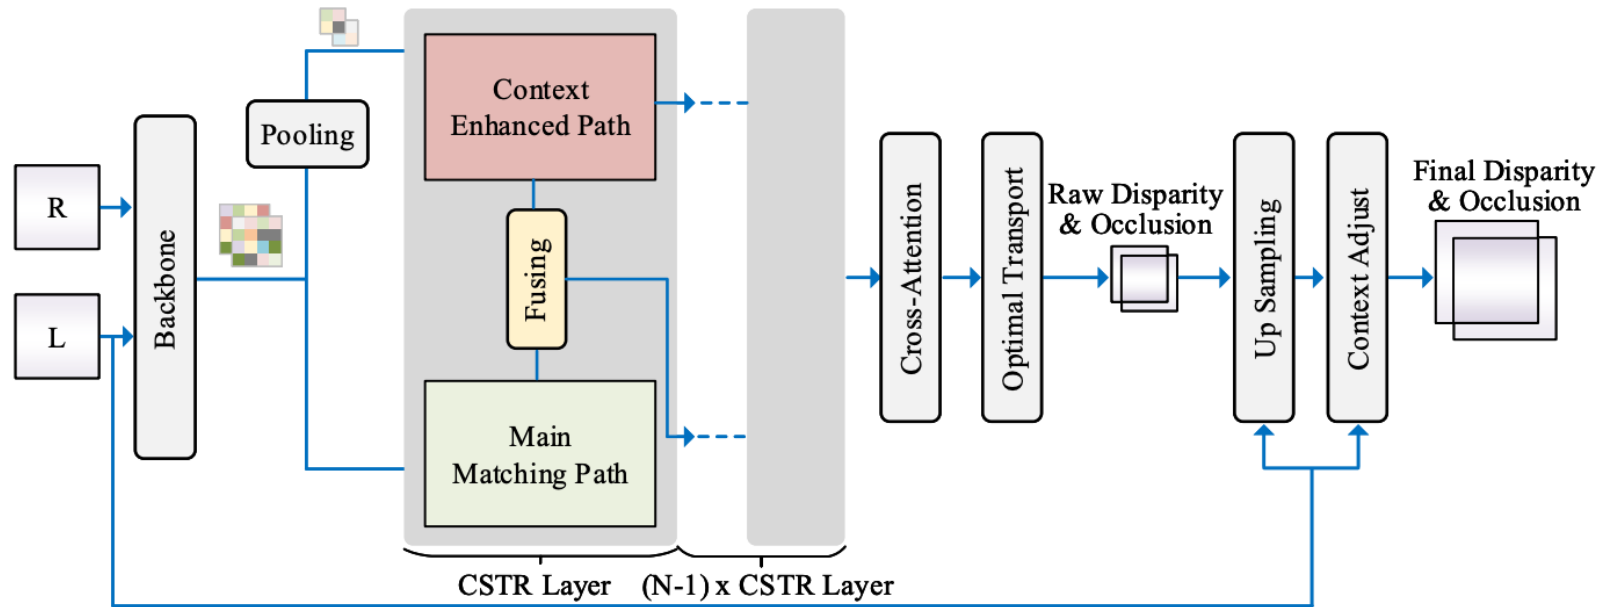 R
L
Backbone
Pooling
Context
Enhanced Path
Fusing
Main
Matching Path
CSTR Layer
(N-1) x CSTR Layer
Cross-Attention
Optimal Transport
Raw Disparity
& Occlusion
Up Sampling
Context Adjust
Final Disparity
& Occlusion